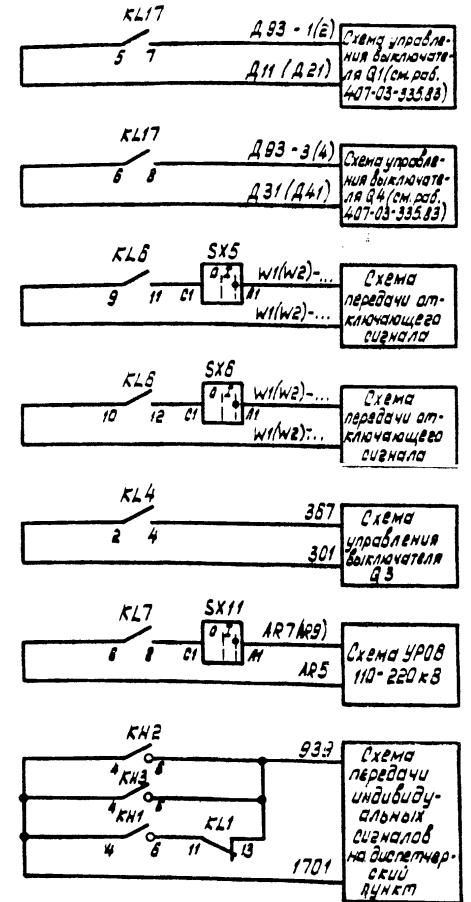 KL17
5 7
Д93-1(2)
Д11 (Д21)
Схема управле-
ния выключате-
ля Q1 (см. раб.
407-03-335.83)
KL17
6 8
Д93-3(4)
Д31 (Д41)
Схема управле-
ния выключате-
ля Q4 (см. раб.
407-03-335.83)
KL6
9 11
SX5
C1 A1
W1(W2)-...
W1(W2)-...
Схема
передачи от-
ключающего
сигнала
KL6
10 12
SX6
C1 A1
W1(W2)-...
W1(W2)-...
Схема
передачи от-
ключающего
сигнала
KL4
2 4
367
301
Схема
управления
выключателя
Q3
KL7
6 8
SX11
C1 A1
AR7(AR9)
AR5
Схема УРОВ
110-220 кВ
KH2
4 6
KH3
4 6
KH1
4 6
KL1
11 13
939
1701
Схема
передачи
индивиду-
альных
сигналов
на диспетчер-
ский
пункт